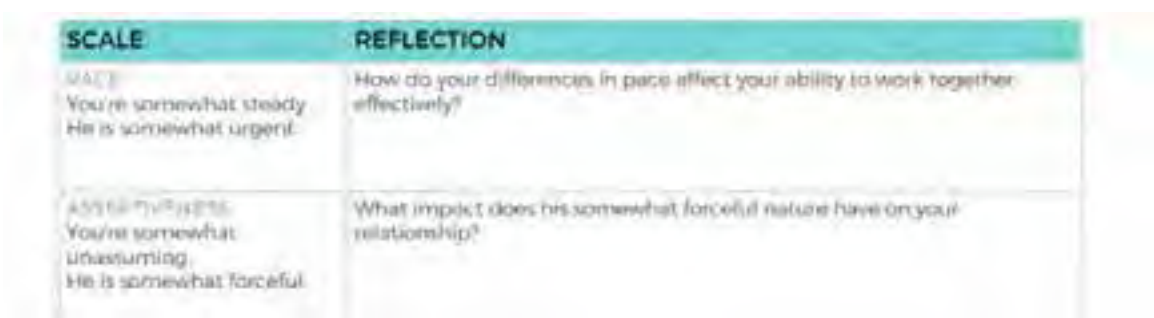 SCALE REFLECTION
PACE
You're somewhat steady.
He is somewhat urgent.
How do your differences in pace affect your ability to work together
effectively?
ASSERTIVENESS
You're somewhat
unassuming.
He is somewhat forceful.
What impact does his somewhat forceful nature have on your
relationship?